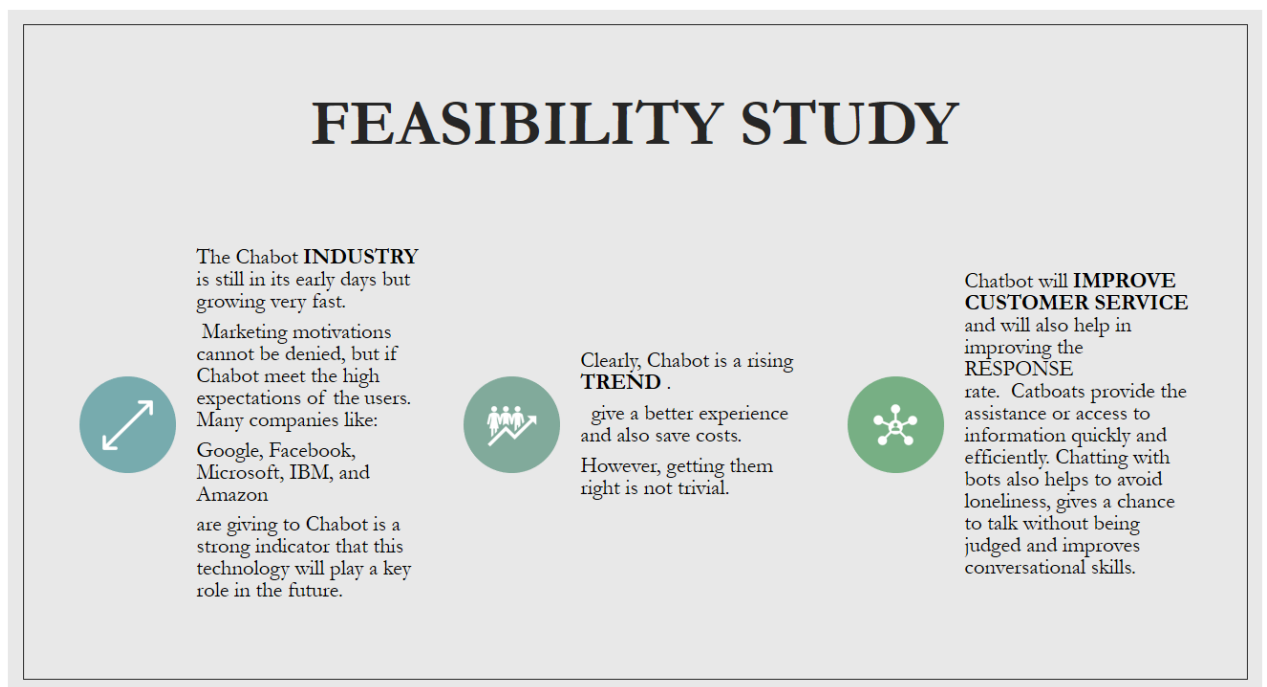 FEASIBILITY STUDY
The Chabot INDUSTRY
is still in its early days but
growing very fast.
Marketing motivations
cannot be denied, but if
Chabot meet the high
expectations of the users.
Many companies like:
Google, Facebook,
Microsoft, IBM, and
Amazon
are giving to Chabot is a
strong indicator that this
technology will play a key
role in the future.
Clearly, Chabot is a rising
TREND .
give a better experience
and also save costs.
However, getting them
right is not trivial.
Chatbot will IMPROVE
CUSTOMER SERVICE
and will also help in
improving the
RESPONSE
rate.  Catboats provide the
assistance or access to
information quickly and
efficiently. Chatting with
bots also helps to avoid
loneliness, gives a chance
to talk without being
judged and improves
conversational skills.